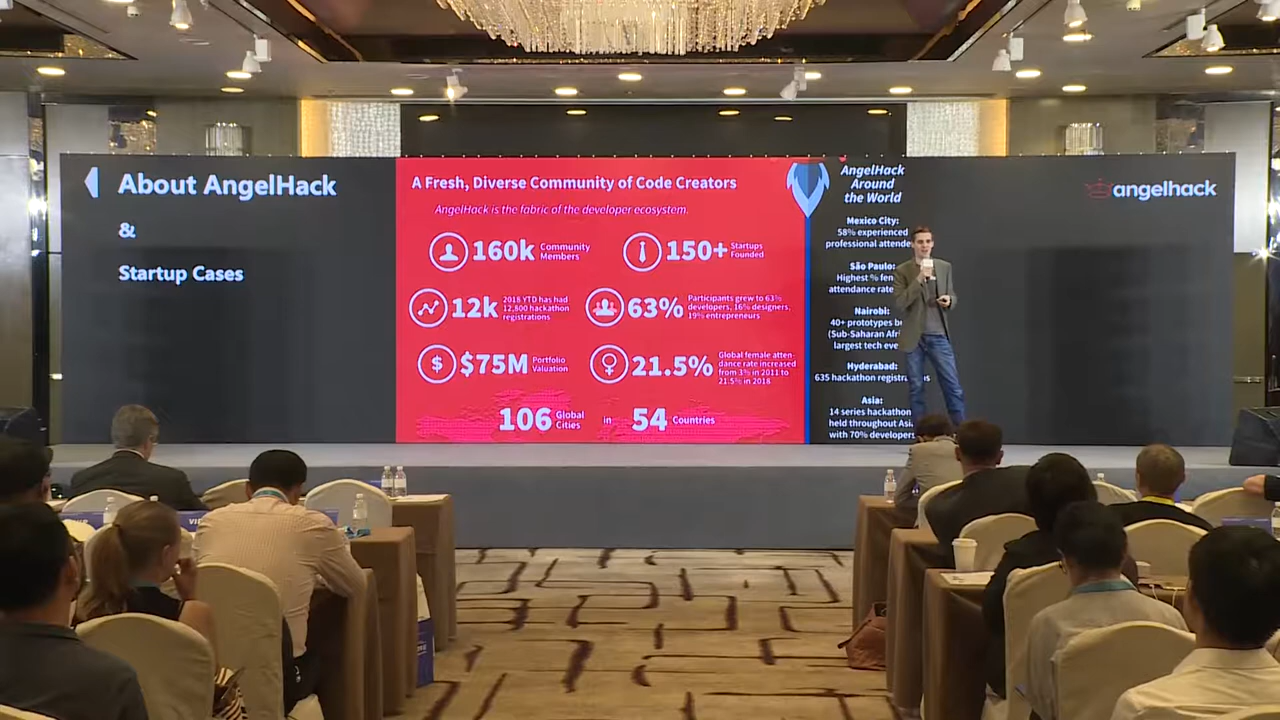 About AngelHack
&
Startup Cases
A Fresh, Diverse Community of Code Creators
AngelHack is the fabric of the developer ecosystem.
160k Community
Members
150+ Startups
Founded
12k 2018 YTD has had
12,800 hackathon
registrations
63% Participants grew to 63%
developers, 16% designers,
19% entrepreneurs
$ $75M Portfolio
Valuation
21.5% Global female atten-
dance rate increased
from 3% in 2011 to
21.5% in 2018
106 Global
Cities
in
54 Countries
AngelHack
Around
the World
Mexico City:
58% experienced
professional
São Paulo:
Highest %
attendance rate
Nairobi:
40+ prototypes
(Sub-Saharan
largest tech
Hyderabad:
635 hackathon
Asia:
14 series hackathon
held throughout Asia
with 70% developers
angelhack